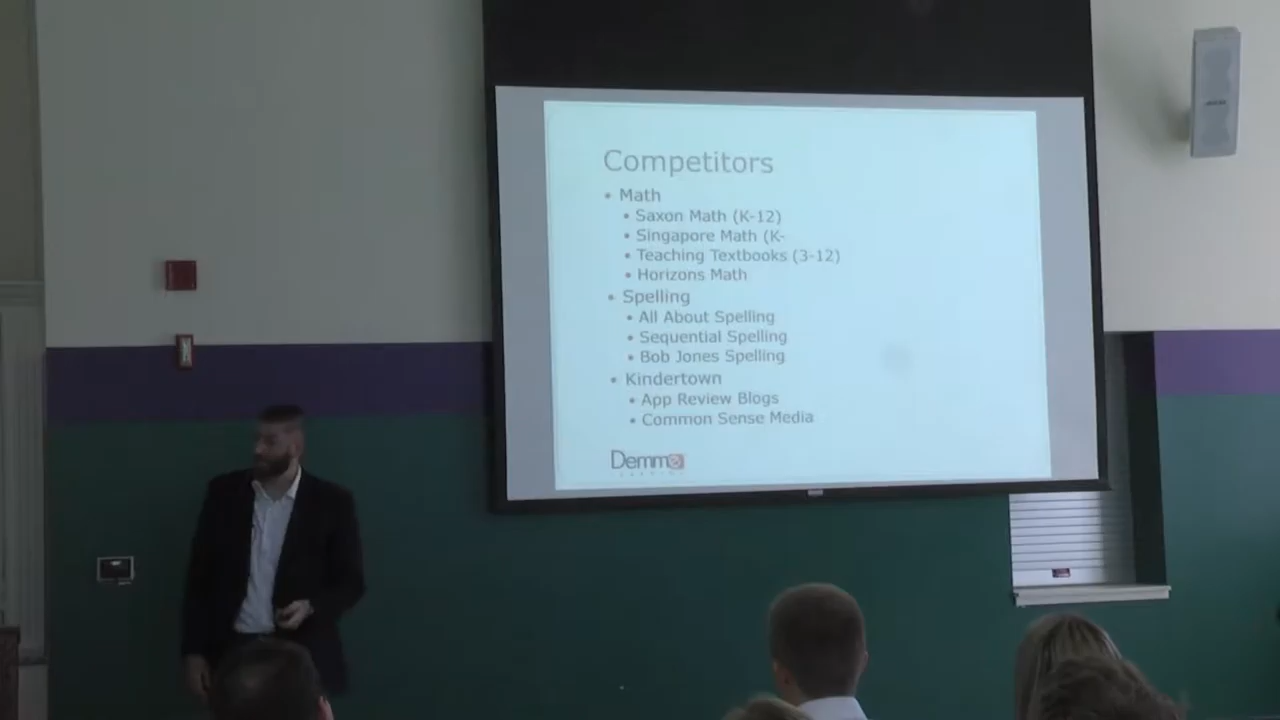 Competitors
• Math
• Saxon Math (K-12)
• Singapore Math (K-
• Teaching Textbooks (3-12)
• Horizons Math
• Spelling
• All About Spelling
• Sequential Spelling
• Bob Jones Spelling
• Kindertown
• App Review Blogs
• Common Sense Media
Demme